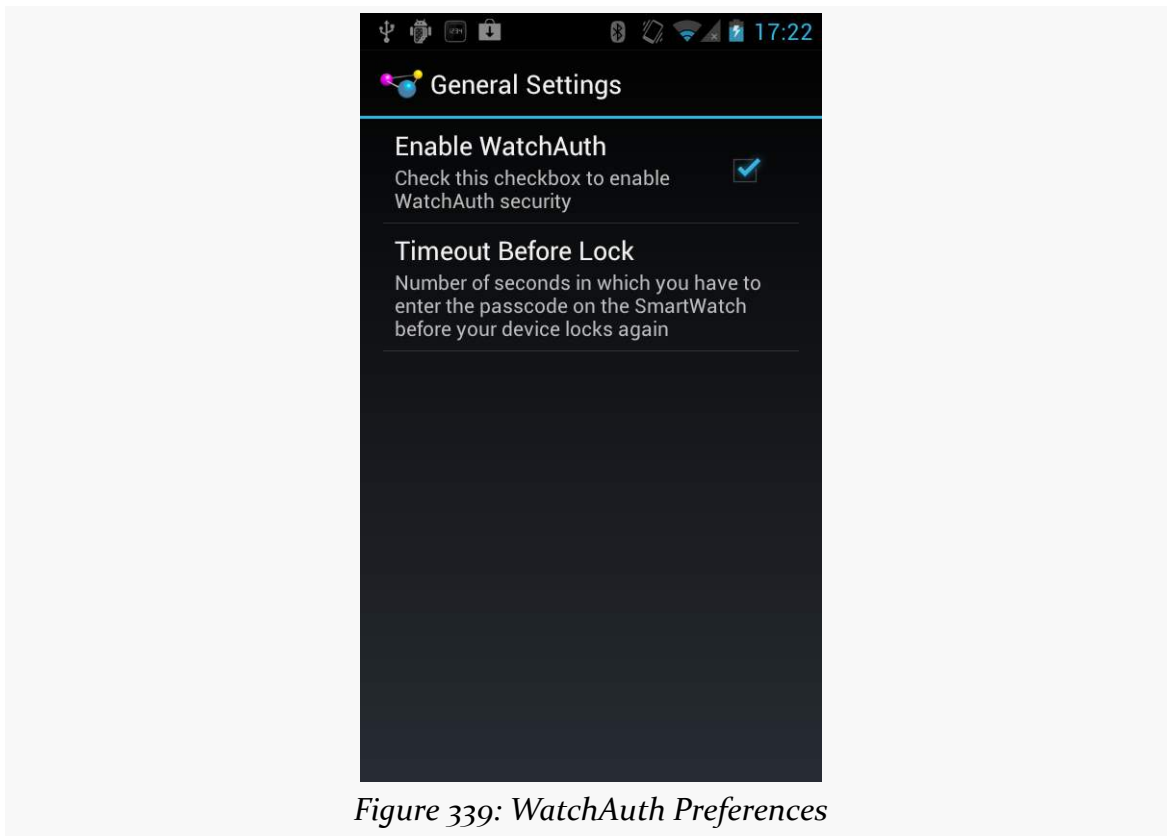 17:22
General Settings
Enable WatchAuth
Check this checkbox to enable
WatchAuth security
Timeout Before Lock
Number of seconds in which you have to
enter the passcode on the SmartWatch
before your device locks again
Figure 339: WatchAuth Preferences